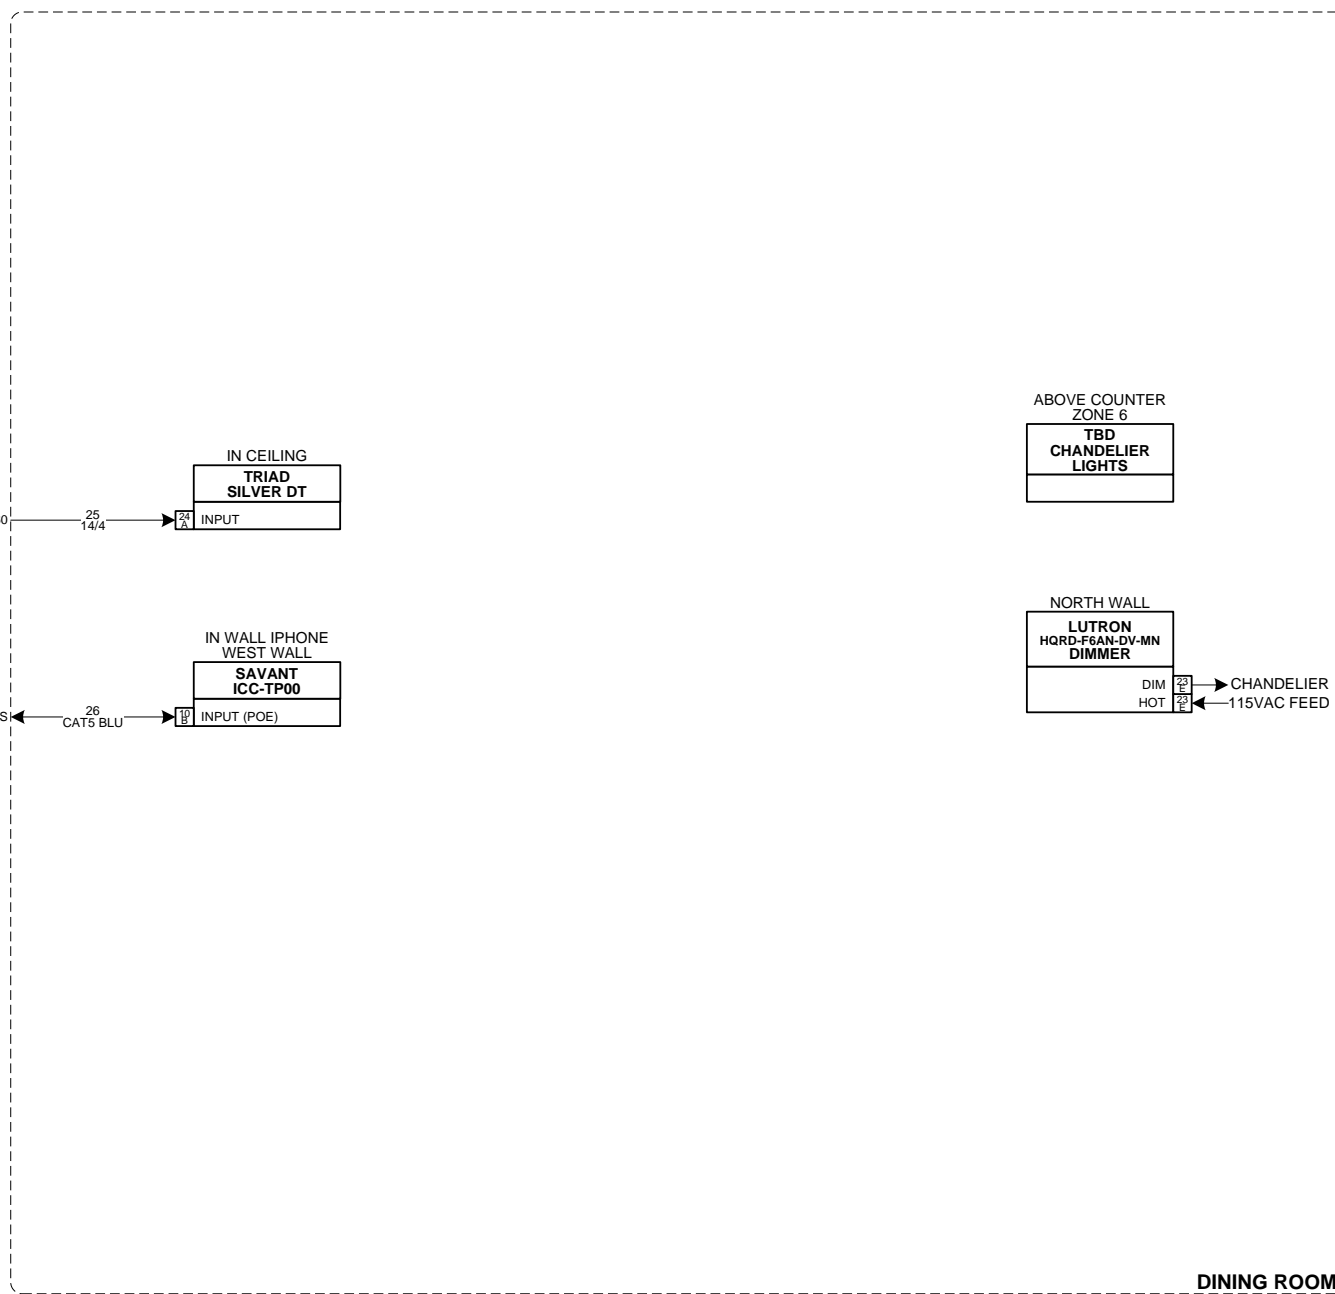 IN CEILING
TRIAD
SILVER DT
0
25
14/4
24
A
INPUT
IN WALL IPHONE
WEST WALL
SAVANT
ICC-TP00
S
26
CAT5 BLU
10
B
INPUT (POE)
ABOVE COUNTER
ZONE 6
TBD
CHANDELIER
LIGHTS
NORTH WALL
LUTRON
HQRD-F6AN-DV-MN
DIMMER
DIM
23
E
CHANDELIER
HOT
23
E
115VAC FEED
DINING ROOM